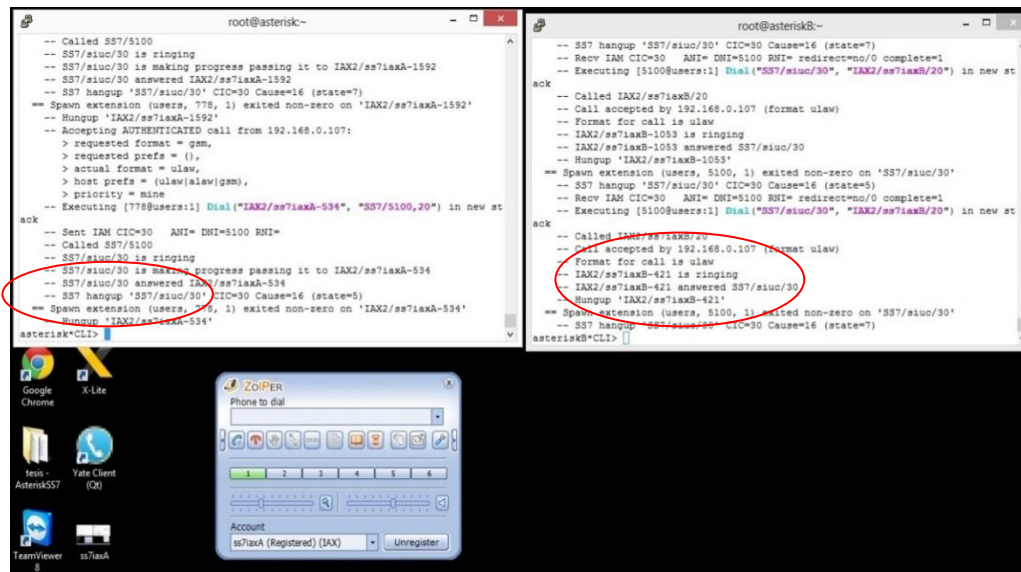 root@asterisk:~
-- Called SS7/5100
-- SS7/siuc/30 is ringing
-- SS7/siuc/30 is making progress passing it to IAX2/ss7iaxA-1592
-- SS7/siuc/30 answered IAX2/ss7iaxA-1592
-- SS7 hangup 'SS7/siuc/30' CIC=30 Cause=16 (state=7)
== Spawn extension (users, 778, 1) exited non-zero on 'IAX2/ss7iaxA-1592'
-- Hungup 'IAX2/ss7iaxA-1592'
-- Accepting AUTHENTICATED call from 192.168.0.107:
> requested format = gsm,
> requested prefs = (),
> actual format = ulaw,
> host prefs = (ulaw|alaw|gsm),
> priority = mine
-- Executing [778@users:1] Dial("IAX2/ss7iaxA-534", "SS7/5100,20") in new st
ack
-- Sent IAM CIC=30 ANI= DNI=5100 RNI=
-- Called SS7/5100
-- SS7/siuc/30 is ringing
-- SS7/siuc/30 is making progress passing it to IAX2/ss7iaxA-534
-- SS7/siuc/30 answered IAX2/ss7iaxA-534
-- SS7 hangup 'SS7/siuc/30' CIC=30 Cause=16 (state=5)
== Spawn extension (users, 778, 1) exited non-zero on 'IAX2/ss7iaxA-534'
-- Hungup 'IAX2/ss7iaxA-534'
asterisk*CLI>
root@asteriskB:~
-- SS7 hangup 'SS7/siuc/30' CIC=30 Cause=16 (state=7)
-- Recv IAM CIC=30 ANI= DNI=5100 RNI= redirect=no/0 complete=1
-- Executing [5100@users:1] Dial("SS7/siuc/30", "IAX2/ss7iaxB/20") in new st
ack
-- Called IAX2/ss7iaxB/20
-- Call accepted by 192.168.0.107 (format ulaw)
-- Format for call is ulaw
-- IAX2/ss7iaxB-1053 is ringing
-- IAX2/ss7iaxB-1053 answered SS7/siuc/30
-- Hungup 'IAX2/ss7iaxB-1053'
== Spawn extension (users, 5100, 1) exited non-zero on 'SS7/siuc/30'
-- SS7 hangup 'SS7/siuc/30' CIC=30 Cause=16 (state=5)
-- Recv IAM CIC=30 ANI= DNI=5100 RNI= redirect=no/0 complete=1
-- Executing [5100@users:1] Dial("SS7/siuc/30", "IAX2/ss7iaxB/20") in new st
ack
-- Called IAX2/ss7iaxB/20
-- Call accepted by 192.168.0.107 (format ulaw)
-- Format for call is ulaw
-- IAX2/ss7iaxB-421 is ringing
-- IAX2/ss7iaxB-421 answered SS7/siuc/30
-- Hungup 'IAX2/ss7iaxB-421'
== Spawn extension (users, 5100, 1) exited non-zero on 'SS7/siuc/30'
-- SS7 hangup 'SS7/siuc/30' CIC=30 Cause=16 (state=7)
asteriskB*CLI>
Google
Chrome
X-Lite
tesis -
AsteriskSS7
Yate Client
(Qt)
TeamViewer
8
ss7iaxA
ZOIPER
Phone to dial
1 2 3 4 5 6
Account
ss7iaxA (Registered) (IAX)
Unregister